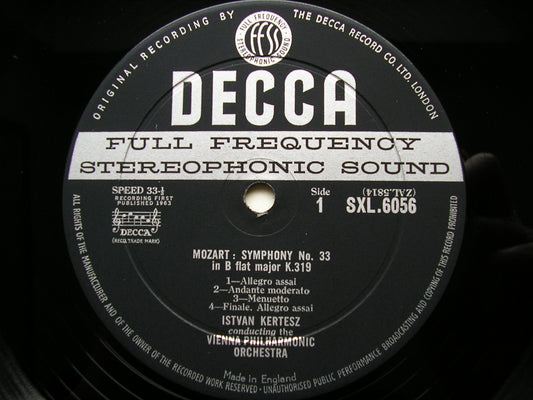 ORIGINAL RECORDING BY
THE DECCA RECORD CO. LTD. LONDON
FULL FREQUENCY
ffss
STEREOPHONIC SOUND
DECCA
FULL FREQUENCY
STEREOPHONIC SOUND
SPEED 33⅓
RECORDING FIRST
PUBLISHED 1963
DECCA
(REGD. TRADE MARK)
Side
1
(ZAL.5814)
SXL.6056
MOZART : SYMPHONY No. 33
in B flat major K.319
1—Allegro assai
2—Andante moderato
3—Menuetto
4—Finale. Allegro assai
ISTVAN KERTESZ
conducting the
VIENNA PHILHARMONIC
ORCHESTRA
ALL RIGHTS OF THE MANUFACTURER AND OF THE OWNER OF THE RECORDED WORK RESERVED · UNAUTHORISED PUBLIC PERFORMANCE BROADCASTING AND COPYING OF THIS RECORD PROHIBITED
Made in England